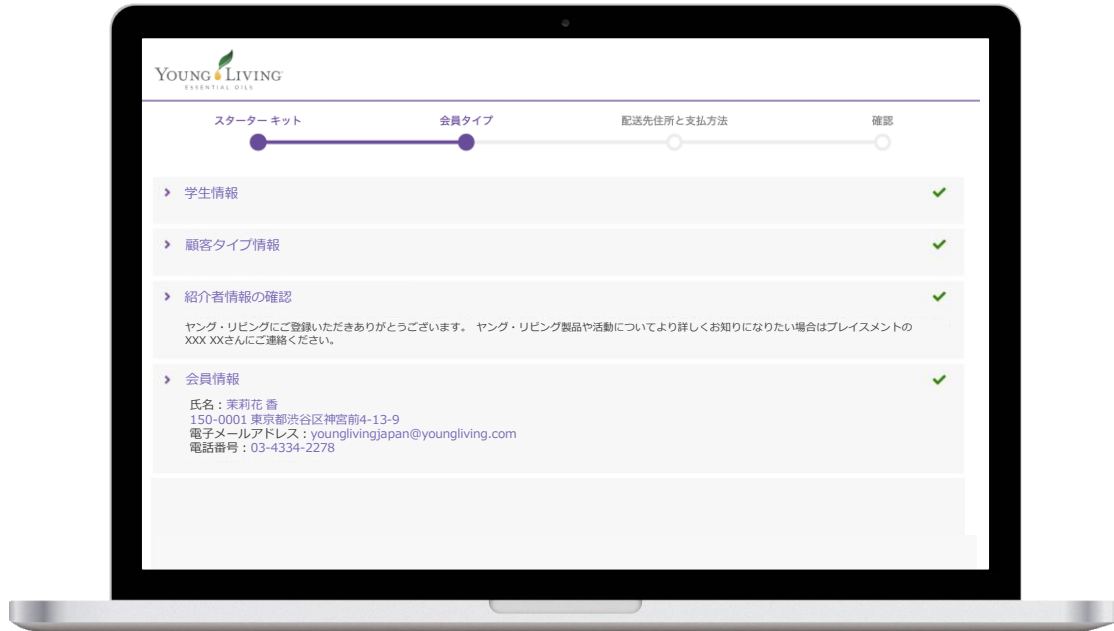 YOUNG LIVING
ESSENTIAL OILS
スターター キット
会員タイプ
配送先住所と支払方法
確認
学生情報
顧客タイプ情報
紹介者情報の確認
ヤング・リビングにご登録いただきありがとうございます。 ヤング・リビング製品や活動についてより詳しくお知りになりたい場合はプレイスメントの
XXX XXさんにご連絡ください。
会員情報
氏名：茉莉花 香
150-0001 東京都渋谷区神宮前4-13-9
電子メールアドレス：younglivingjapan@youngliving.com
電話番号：03-4334-2278